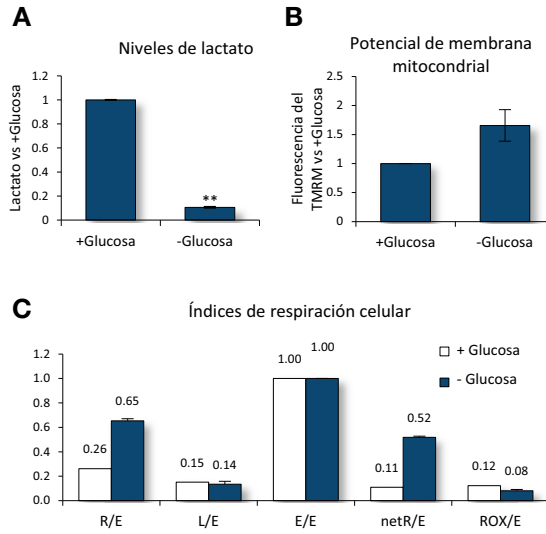 A
Niveles de lactato
Lactato vs +Glucosa
1.2
1
0.8
0.6
0.4
0.2
0
**
+Glucosa
-Glucosa
B
Potencial de membrana
mitocondrial
Fluorescencia del
TMRM vs +Glucosa
2.5
2
1.5
1
0.5
0
+Glucosa
-Glucosa
C
Índices de respiración celular
1.2
1.0
0.8
0.6
0.4
0.2
0.0
0.26
0.65
0.15
0.14
1.00
1.00
0.11
0.52
0.12
0.08
+ Glucosa
- Glucosa
R/E
L/E
E/E
netR/E
ROX/E